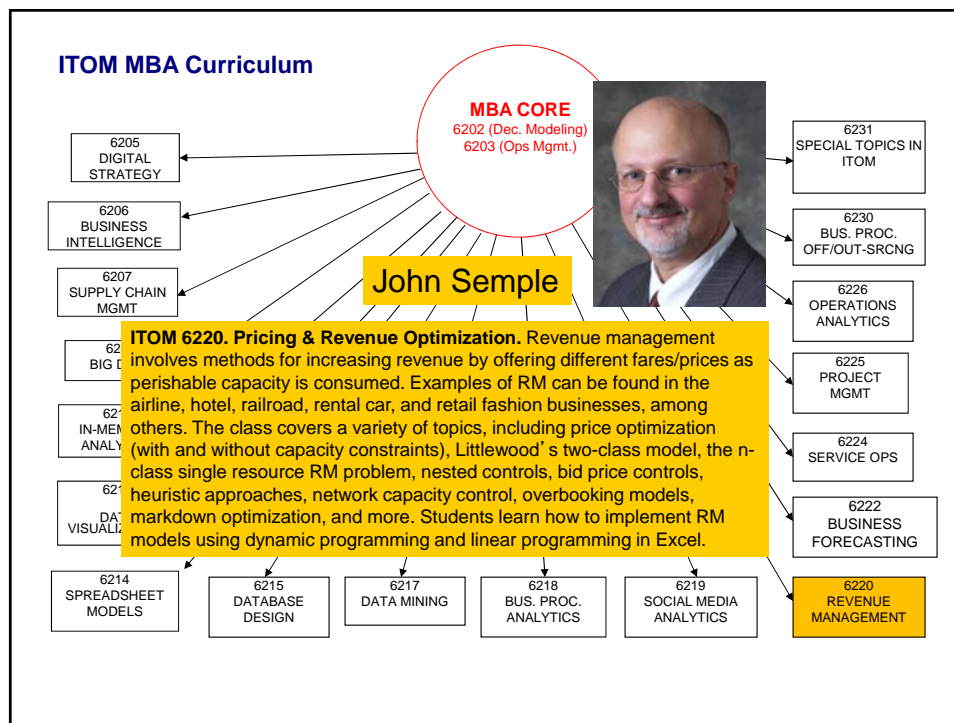 ITOM MBA Curriculum
MBA CORE
6202 (Dec. Modeling)
6203 (Ops Mgmt.)
6205
DIGITAL
STRATEGY
6206
BUSINESS
INTELLIGENCE
6207
SUPPLY CHAIN
MGMT
6231
SPECIAL TOPICS IN
ITOM
6230
BUS. PROC.
OFF/OUT-SRCNG
6226
OPERATIONS
ANALYTICS
6225
PROJECT
MGMT
6224
SERVICE OPS
6222
BUSINESS
FORECASTING
John Semple
ITOM 6220. Pricing & Revenue Optimization. Revenue management
involves methods for increasing revenue by offering different fares/prices as
perishable capacity is consumed. Examples of RM can be found in the
airline, hotel, railroad, rental car, and retail fashion businesses, among
others. The class covers a variety of topics, including price optimization
(with and without capacity constraints), Littlewood’s two-class model, the n-
class single resource RM problem, nested controls, bid price controls,
heuristic approaches, network capacity control, overbooking models,
markdown optimization, and more. Students learn how to implement RM
models using dynamic programming and linear programming in Excel.
BIG
6214
SPREADSHEET
MODELS
6215
DATABASE
DESIGN
6217
DATA MINING
6218
BUS. PROC.
ANALYTICS
6219
SOCIAL MEDIA
ANALYTICS
6220
REVENUE
MANAGEMENT